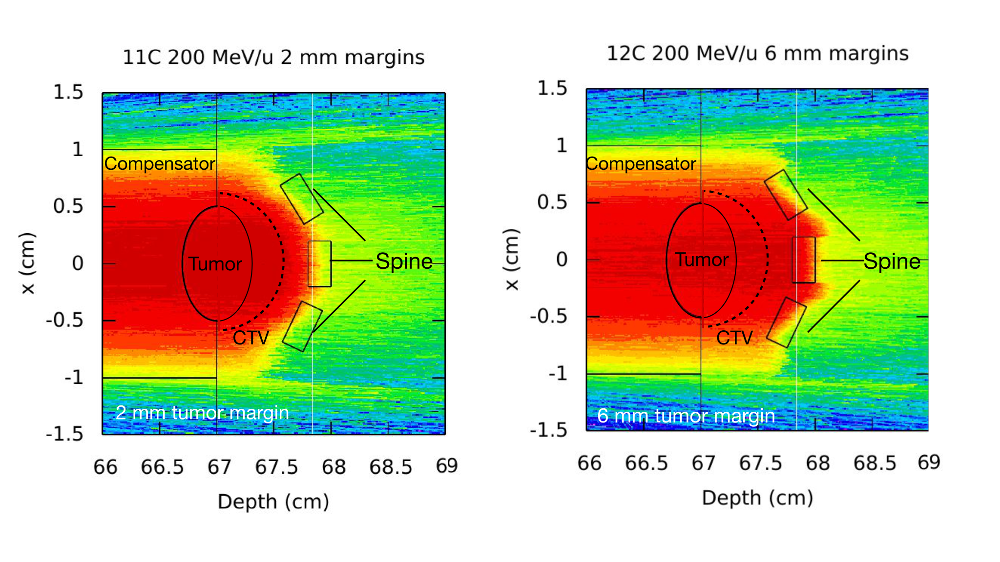 11C 200 MeV/u 2 mm margins
1.5
1
0.5
0
-0.5
-1
-1.5
x (cm)
Compensator
Tumor
Spine
CTV
2 mm tumor margin
66 66.5 67 67.5 68 68.5 69
Depth (cm)
12C 200 MeV/u 6 mm margins
1.5
1
0.5
0
-0.5
-1
-1.5
x (cm)
Compensator
Tumor
Spine
CTV
6 mm tumor margin
66 66.5 67 67.5 68 68.5 69
Depth (cm)